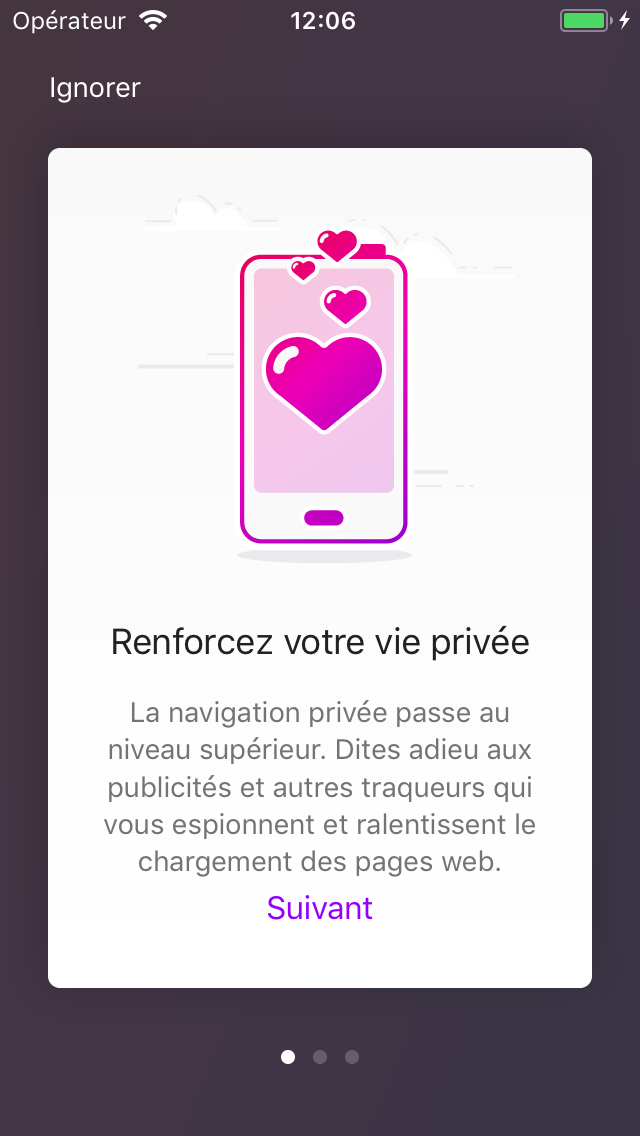 Opérateur 12:06
Ignorer
Renforcez votre vie privée
La navigation privée passe au
niveau supérieur. Dites adieu aux
publicités et autres traqueurs qui
vous espionnent et ralentissent le
chargement des pages web.
Suivant